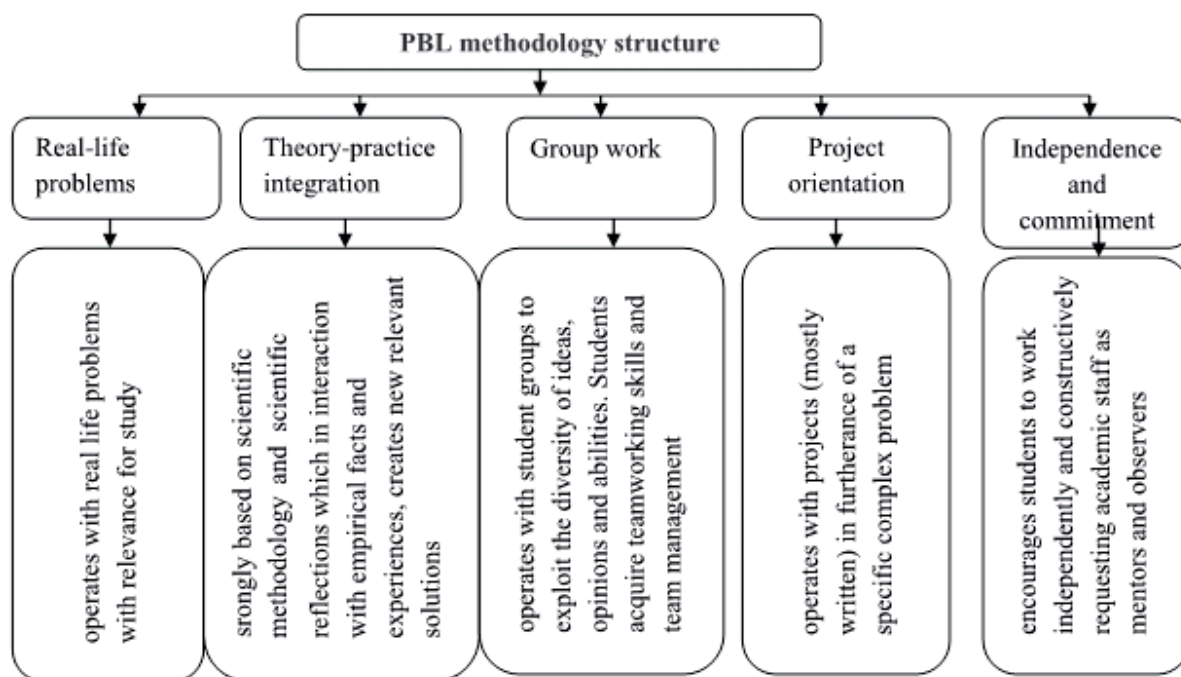 PBL methodology structure
Real-life
problems
Theory-practice
integration
Group work
Project
orientation
Independence
and
commitment
operates with real life problems
with relevance for study
srongly based on scientific
methodology and scientific
reflections which in interaction
with empirical facts and
experiences, creates new relevant
solutions
operates with student groups to
exploit the diversity of ideas,
opinions and abilities. Students
acquire teamworking skills and
team management
operates with projects (mostly
written) in furtherance of a
specific complex problem
encourages students to work
independently and constructively
requesting academic staff as
mentors and observers